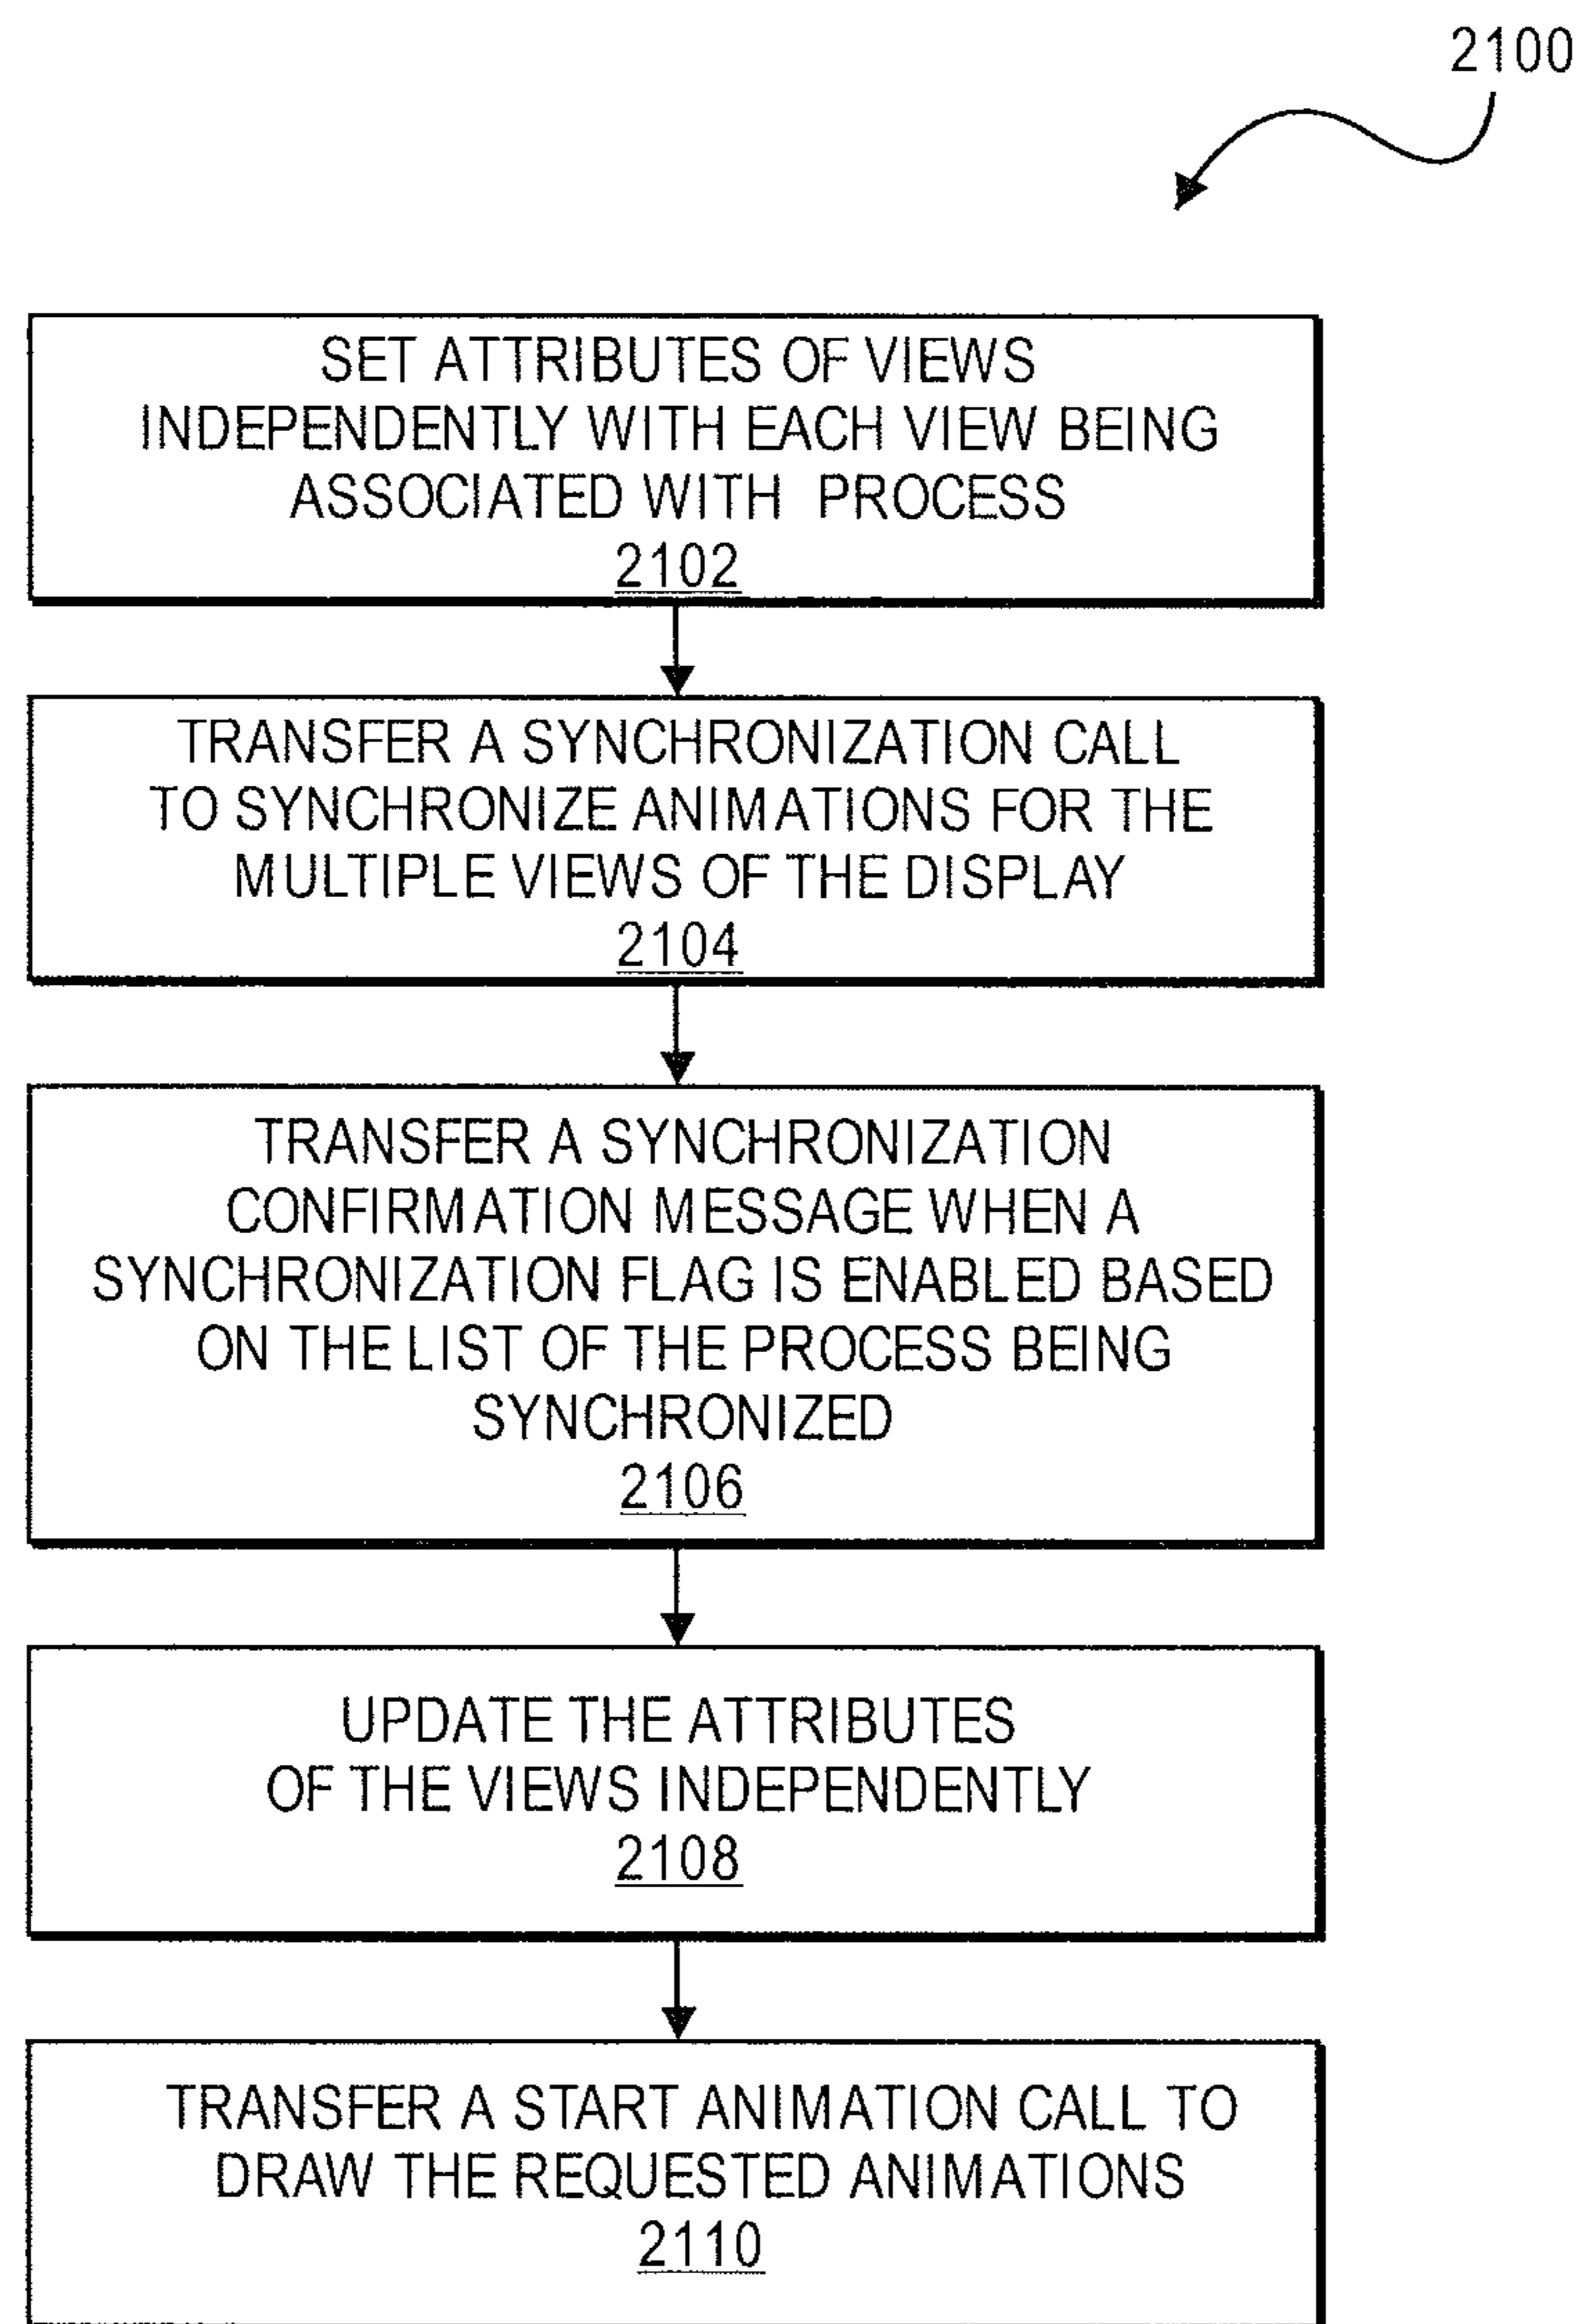 2100
SET ATTRIBUTES OF VIEWS
INDEPENDENTLY WITH EACH VIEW BEING
ASSOCIATED WITH PROCESS
2102
TRANSFER A SYNCHRONIZATION CALL
TO SYNCHRONIZE ANIMATIONS FOR THE
MULTIPLE VIEWS OF THE DISPLAY
2104
TRANSFER A SYNCHRONIZATION
CONFIRMATION MESSAGE WHEN A
SYNCHRONIZATION FLAG IS ENABLED BASED
ON THE LIST OF THE PROCESS BEING
SYNCHRONIZED
2106
UPDATE THE ATTRIBUTES
OF THE VIEWS INDEPENDENTLY
2108
TRANSFER A START ANIMATION CALL TO
DRAW THE REQUESTED ANIMATIONS
2110